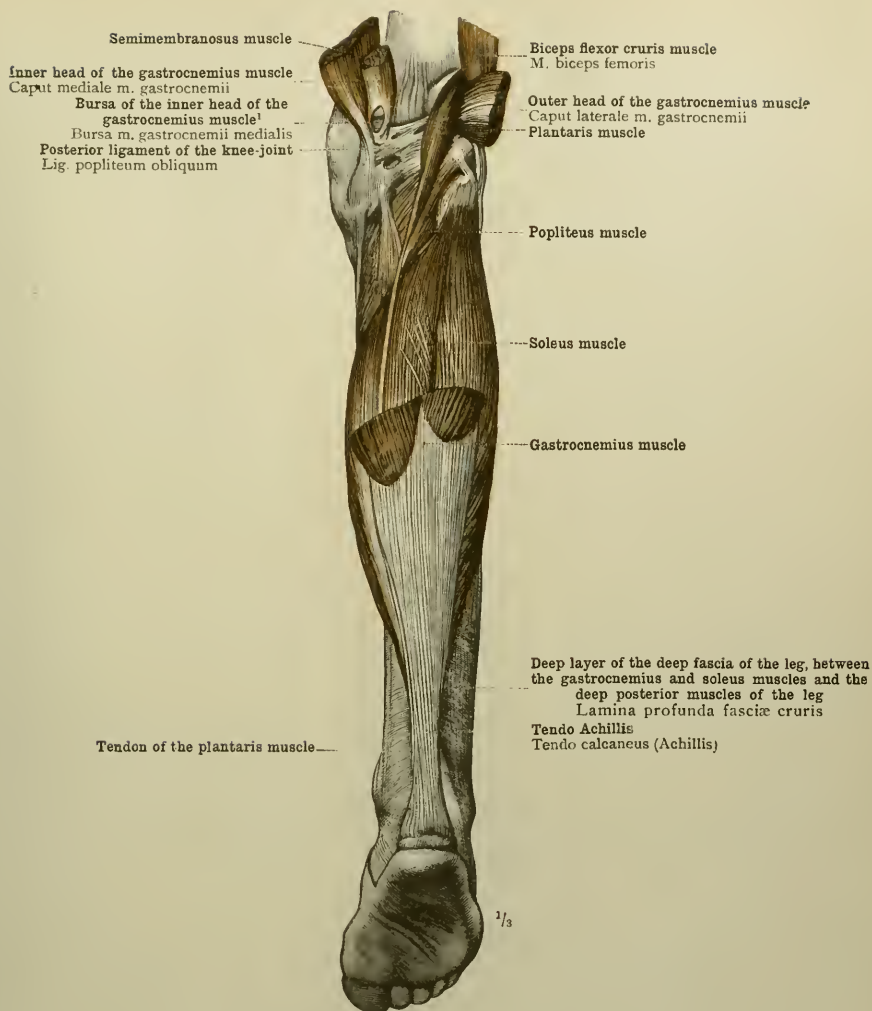 Semimembranosus muscle
Inner head of the gastrocnemius muscle
Caput mediale m. gastrocnemii
Bursa of the inner head of the
gastrocnemius muscle¹
Bursa m. gastrocnemii medialis
Posterior ligament of the knee-joint
Lig. popliteum obliquum
Tendon of the plantaris muscle
Biceps flexor cruris muscle
M. biceps femoris
Outer head of the gastrocnemius muscle
Caput laterale m. gastrocnemii
Plantaris muscle
Popliteus muscle
Soleus muscle
Gastrocnemius muscle
Deep layer of the deep fascia of the leg, between
the gastrocnemius and soleus muscles and the
deep posterior muscles of the leg
Lamina profunda fasciæ cruris
Tendo Achillis
Tendo calcaneus (Achillis)
1/3